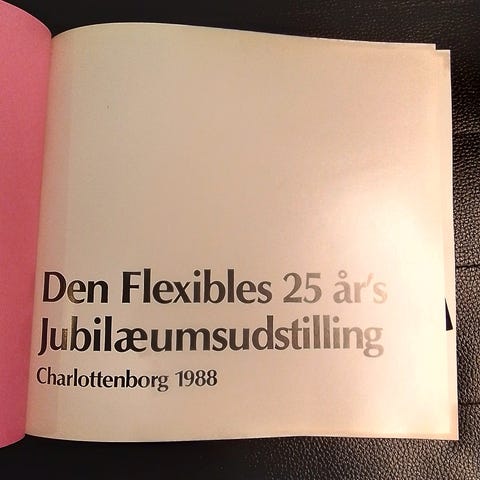 Den Flexibles 25 år's
Jubilæumsudstilling
Charlottenborg 1988